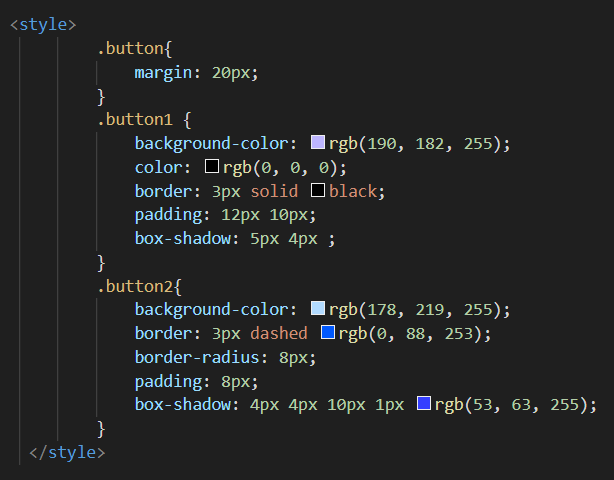 <style>
.button{
margin: 20px;
}
.button1 {
background-color: rgb(190, 182, 255);
color: rgb(0, 0, 0);
border: 3px solid black;
padding: 12px 10px;
box-shadow: 5px 4px ;
}
.button2{
background-color: rgb(178, 219, 255);
border: 3px dashed rgb(0, 88, 253);
border-radius: 8px;
padding: 8px;
box-shadow: 4px 4px 10px 1px rgb(53, 63, 255);
}
</style>